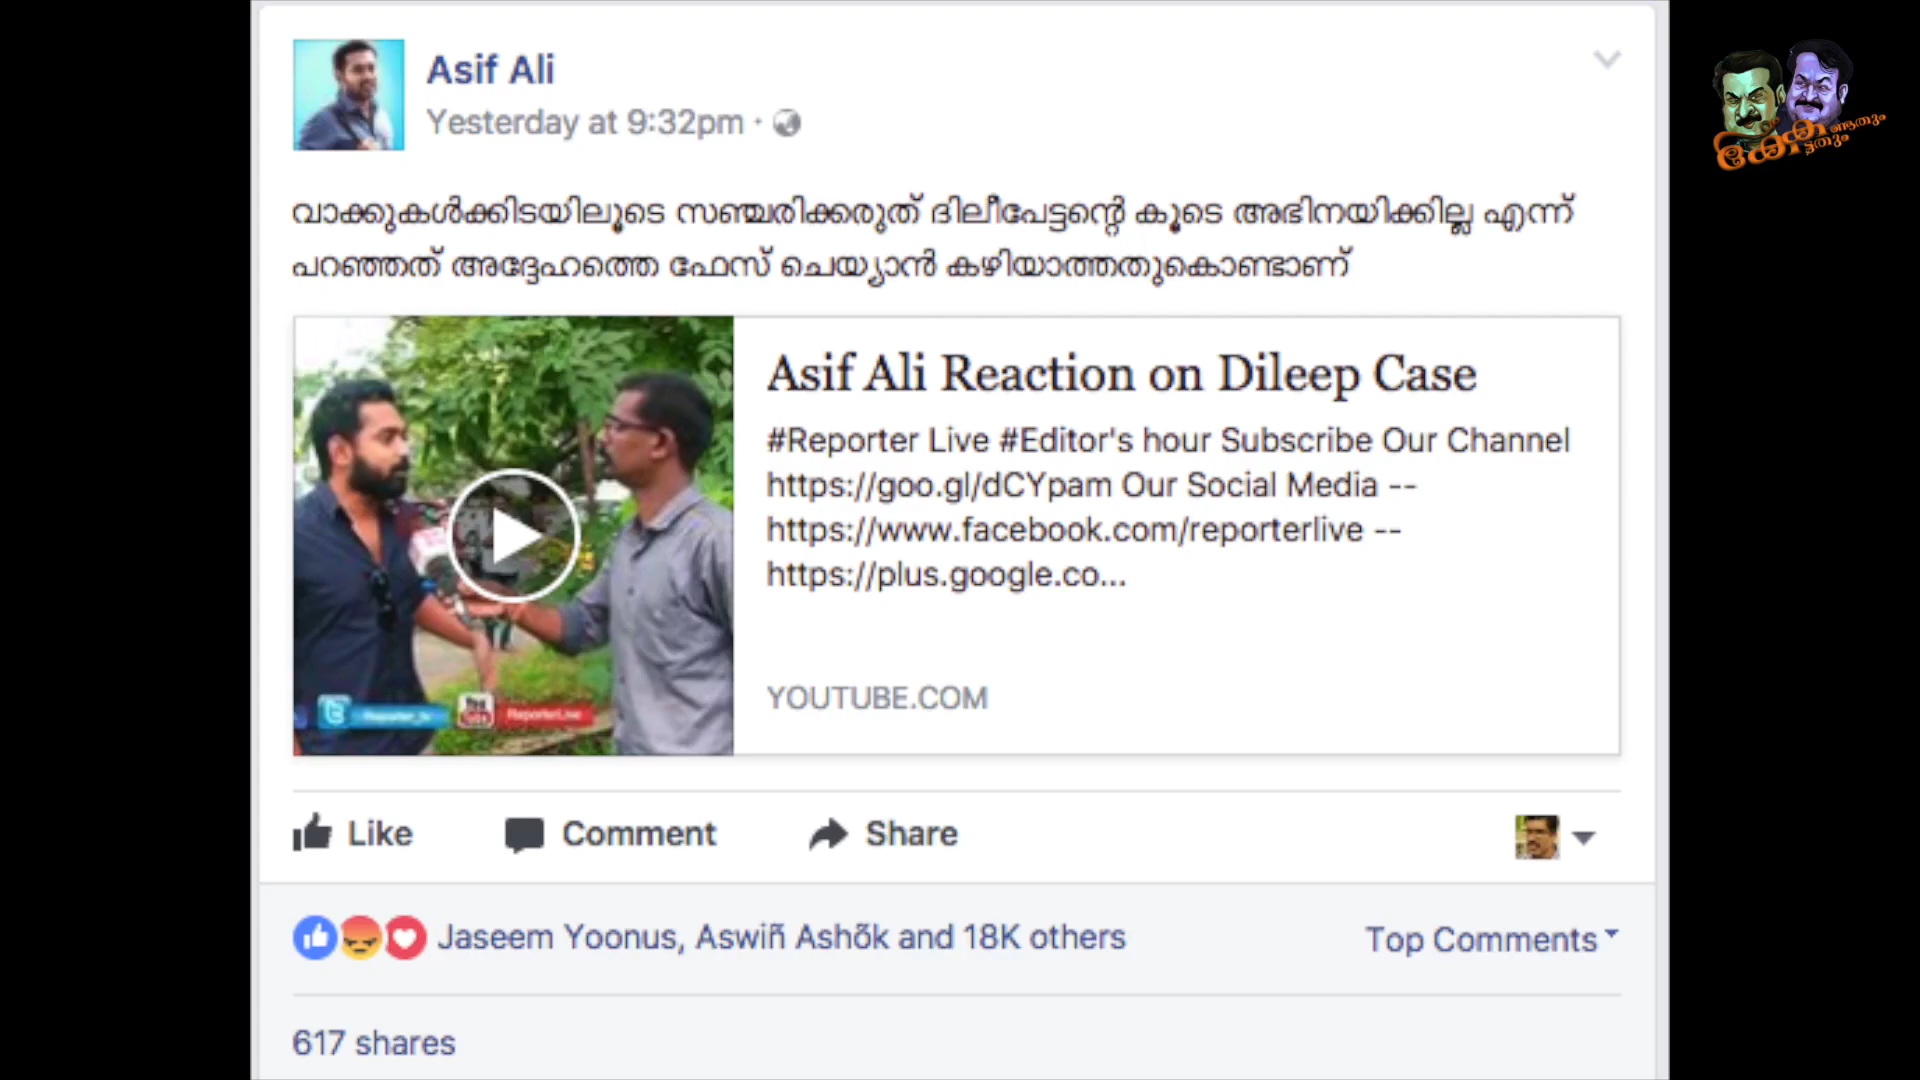 Asif Ali
Yesterday at 9:32pm ·
വാക്കുകൾക്കിടയിലൂടെ സഞ്ചരിക്കരുത് ദിലീപേട്ടന്റെ കൂടെ അഭിനയിക്കില്ല എന്ന്
പറഞ്ഞത് അദ്ദേഹത്തെ ഫേസ് ചെയ്യാൻ കഴിയാത്തതുകൊണ്ടാണ്
Asif Ali Reaction on Dileep Case
#Reporter Live #Editor's hour Subscribe Our Channel
https://goo.gl/dCYpam Our Social Media --
https://www.facebook.com/reporterlive --
https://plus.google.co...
YOUTUBE.COM
Like Comment Share
Jaseem Yoonus, Aswiñ Ashõk and 18K others
Top Comments
617 shares